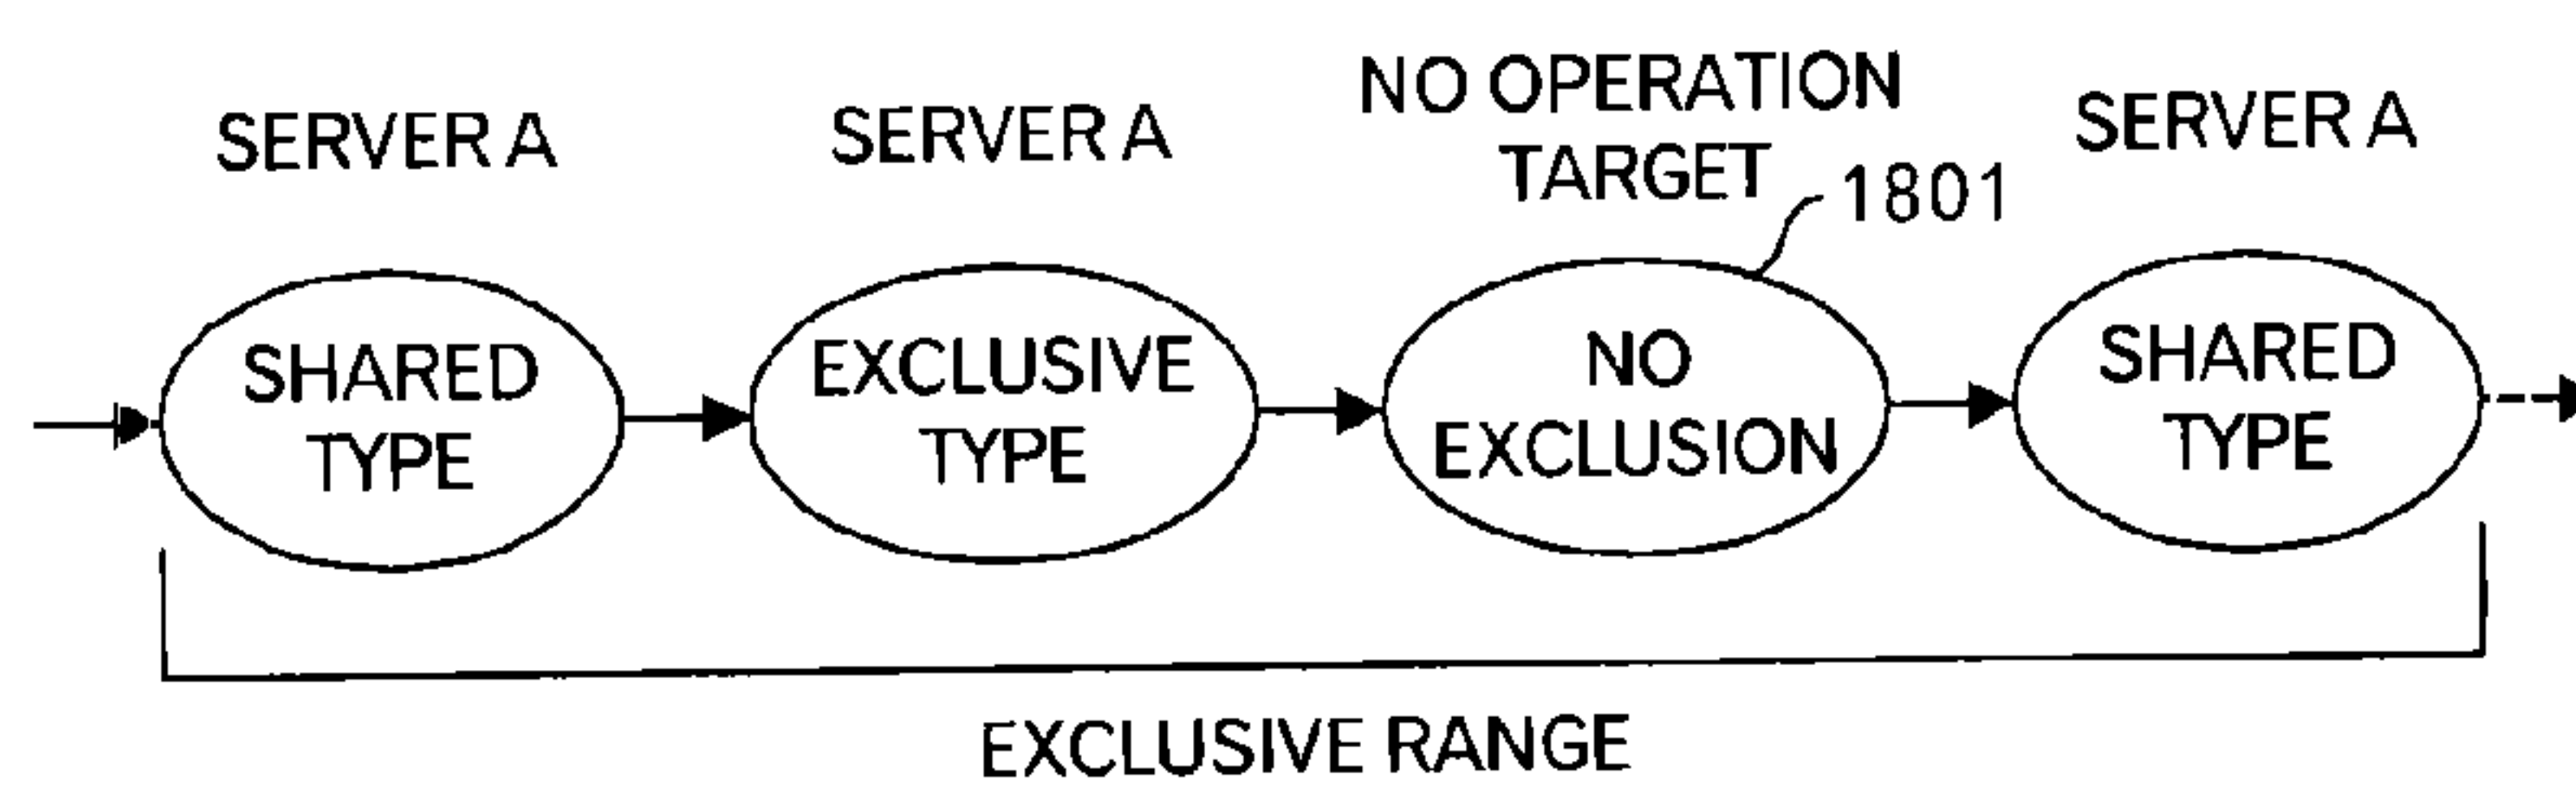 SERVER A
SERVER A
NO OPERATION
TARGET
1801
SERVER A
SHARED
TYPE
EXCLUSIVE
TYPE
NO
EXCLUSION
SHARED
TYPE
EXCLUSIVE RANGE